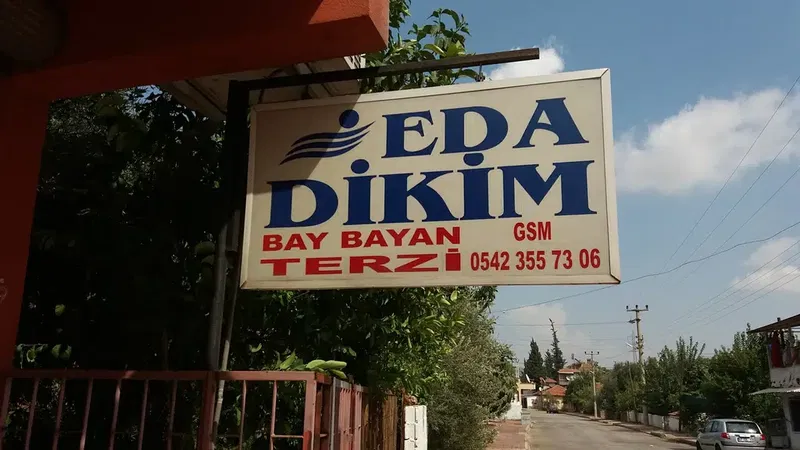 EDA
DİKİM
BAY BAYAN GSM
TERZİ 0542 355 73 06